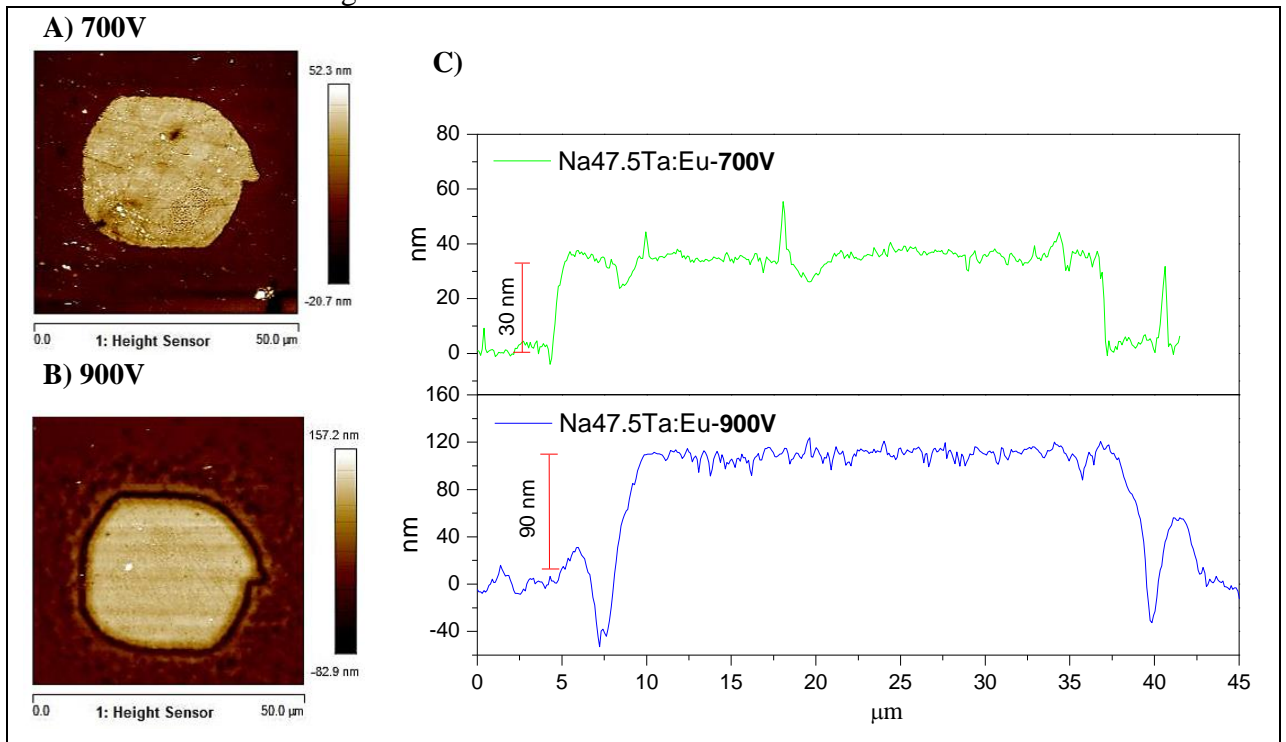 A) 700V
52.3 nm
-20.7 nm
0.0 1: Height Sensor 50.0 µm
B) 900V
157.2 nm
-82.9 nm
0.0 1: Height Sensor 50.0 µm
C)
80
60
40
20
0
nm
Na47.5Ta:Eu-700V
30 nm
160
120
80
40
0
-40
nm
Na47.5Ta:Eu-900V
90 nm
0 5 10 15 20 25 30 35 40 45
µm